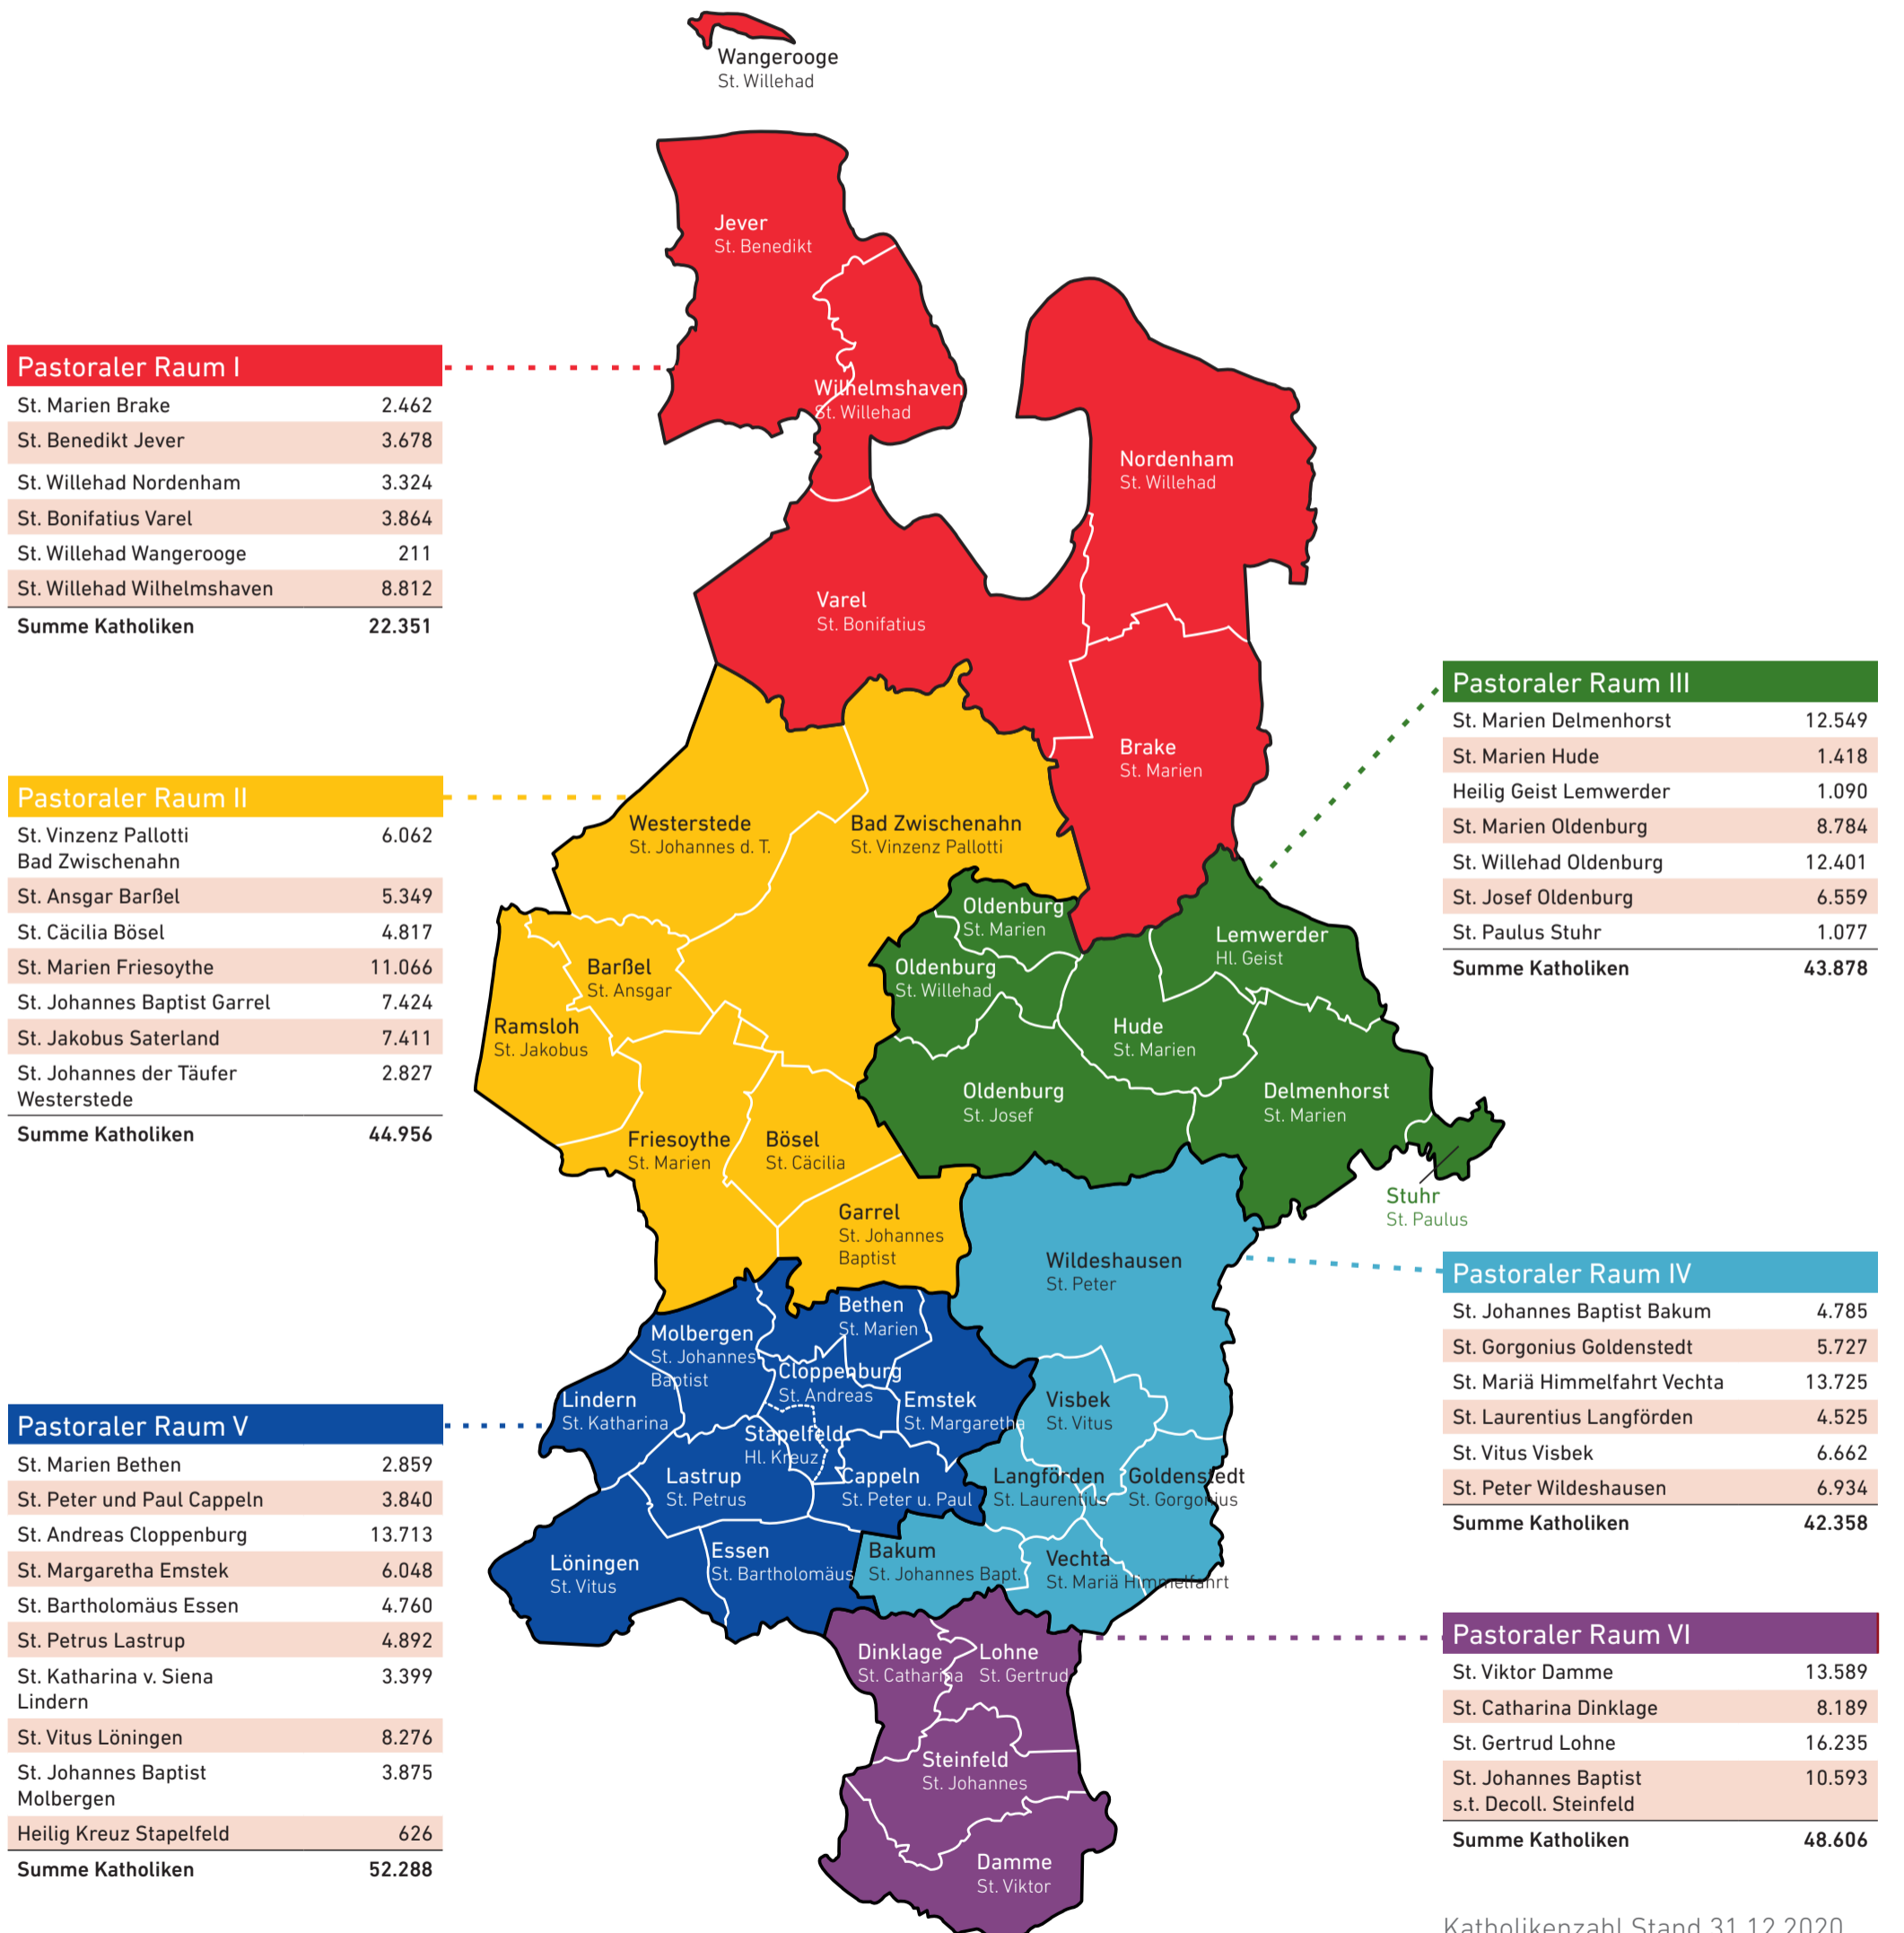 Wangerooge
St. Willehad
Jever
St. Benedikt
Wilhelmshaven
St. Willehad
Nordenham
St. Willehad
Varel
St. Bonifatius
Brake
St. Marien
Pastoraler Raum I
St. Marien Brake 2.462
St. Benedikt Jever 3.678
St. Willehad Nordenham 3.324
St. Bonifatius Varel 3.864
St. Willehad Wangerooge 211
St. Willehad Wilhelmshaven 8.812
Summe Katholiken 22.351
Pastoraler Raum II
St. Vinzenz Pallotti 6.062
Bad Zwischenahn
St. Ansgar Barßel 5.349
St. Cäcilia Bösel 4.817
St. Marien Friesoythe 11.066
St. Johannes Baptist Garrel 7.424
St. Jakobus Saterland 7.411
St. Johannes der Täufer 2.827
Westerstede
Summe Katholiken 44.956
Westerstede
St. Johannes d. T.
Bad Zwischenahn
St. Vinzenz Pallotti
Barßel
St. Ansgar
Ramsloh
St. Jakobus
Friesoythe
St. Marien
Bösel
St. Cäcilia
Garrel
St. Johannes
Baptist
Pastoraler Raum III
St. Marien Delmenhorst 12.549
St. Marien Hude 1.418
Heilig Geist Lemwerder 1.090
St. Marien Oldenburg 8.784
St. Willehad Oldenburg 12.401
St. Josef Oldenburg 6.559
St. Paulus Stuhr 1.077
Summe Katholiken 43.878
Oldenburg
St. Marien
Oldenburg
St. Willehad
Oldenburg
St. Josef
Lemwerder
Hl. Geist
Hude
St. Marien
Delmenhorst
St. Marien
Stuhr
St. Paulus
Pastoraler Raum IV
St. Johannes Baptist Bakum 4.785
St. Gorgonius Goldenstedt 5.727
St. Mariä Himmelfahrt Vechta 13.725
St. Laurentius Langförden 4.525
St. Vitus Visbek 6.662
St. Peter Wildeshausen 6.934
Summe Katholiken 42.358
Wildeshausen
St. Peter
Visbek
St. Vitus
Langförden
St. Laurentius
Goldenstedt
St. Gorgonius
Bakum
St. Johannes Bapt.
Vechta
St. Mariä Himmelfahrt
Pastoraler Raum V
St. Marien Bethen 2.859
St. Peter und Paul Cappeln 3.840
St. Andreas Cloppenburg 13.713
St. Margaretha Emstek 6.048
St. Bartholomäus Essen 4.760
St. Petrus Lastrup 4.892
St. Katharina v. Siena 3.399
Lindern
St. Vitus Löningen 8.276
St. Johannes Baptist 3.875
Molbergen
Heilig Kreuz Stapelfeld 626
Summe Katholiken 52.288
Bethen
St. Marien
Molbergen
St. Johannes
Baptist
Cloppenburg
St. Andreas
Lindern
St. Katharina
Emstek
St. Margaretha
Stapelfeld
Hl. Kreuz
Lastrup
St. Petrus
Cappeln
St. Peter u. Paul
Löningen
St. Vitus
Essen
St. Bartholomäus
Pastoraler Raum VI
St. Viktor Damme 13.589
St. Catharina Dinklage 8.189
St. Gertrud Lohne 16.235
St. Johannes Baptist 10.593
s.t. Decoll. Steinfeld
Summe Katholiken 48.606
Dinklage
St. Catharina
Lohne
St. Gertrud
Steinfeld
St. Johannes
Damme
St. Viktor
Katholikenzahl Stand 31.12.2020